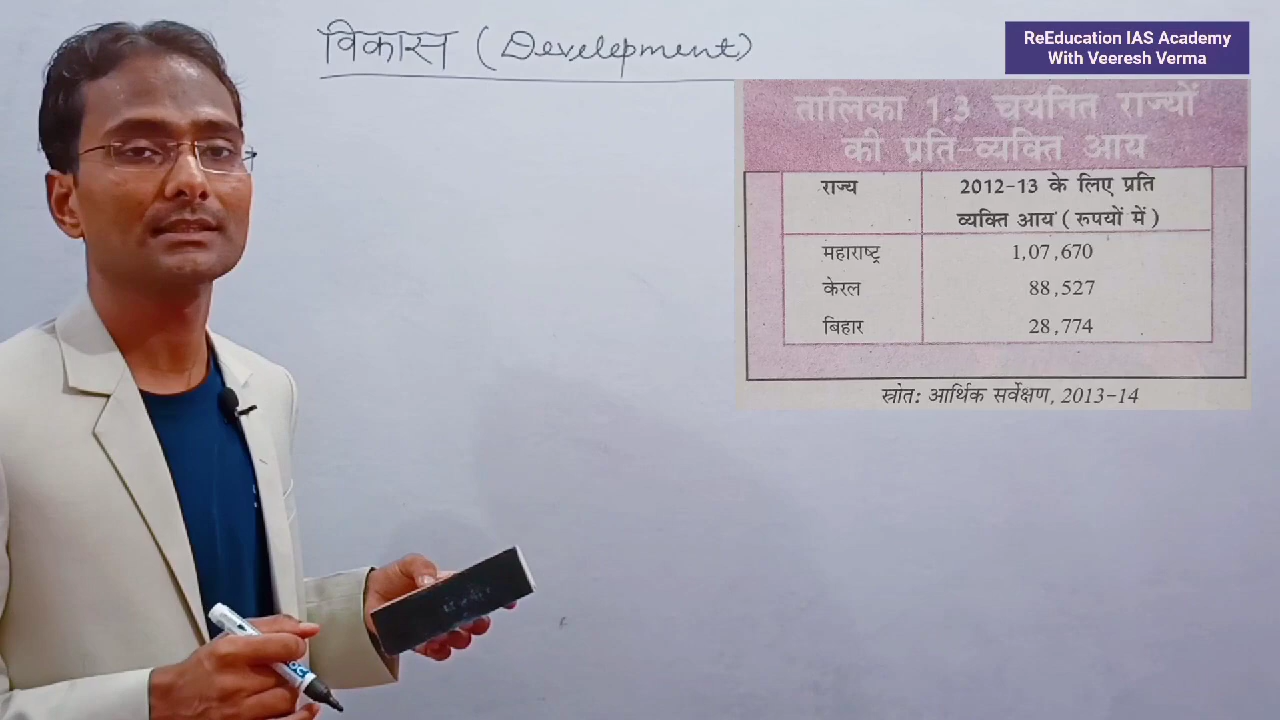 विकास (Develepment)
ReEducation IAS Academy
With Veeresh Verma
तालिका 1.3 चयनित राज्यों
की प्रति-व्यक्ति आय
राज्य 2012-13 के लिए प्रति
व्यक्ति आय (रूपयों में)
महाराष्ट्र 1,07,670
केरल 88,527
बिहार 28,774
स्रोत: आर्थिक सर्वेक्षण, 2013-14